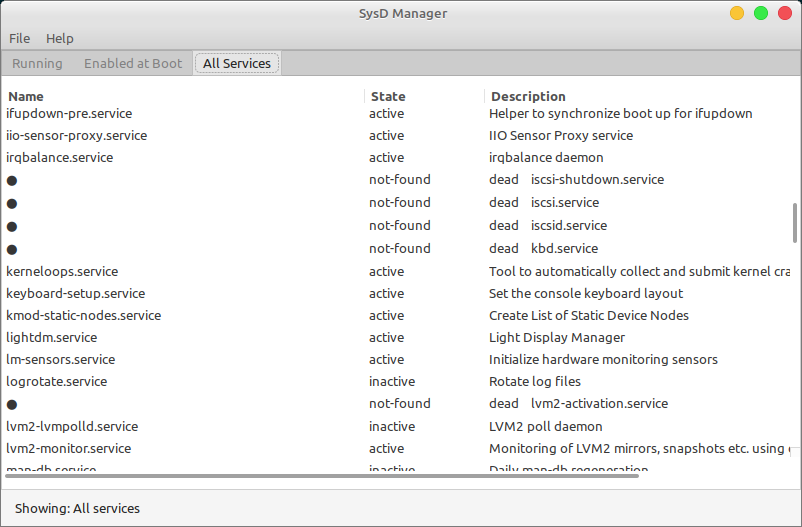 SysD Manager
File Help
Running Enabled at Boot All Services
Name State Description
ifupdown-pre.service active Helper to synchronize boot up for ifupdown
iio-sensor-proxy.service active IIO Sensor Proxy service
irqbalance.service active irqbalance daemon
● not-found dead iscsi-shutdown.service
● not-found dead iscsi.service
● not-found dead iscsid.service
● not-found dead kbd.service
kerneloops.service active Tool to automatically collect and submit kernel cra
keyboard-setup.service active Set the console keyboard layout
kmod-static-nodes.service active Create List of Static Device Nodes
lightdm.service active Light Display Manager
lm-sensors.service active Initialize hardware monitoring sensors
logrotate.service inactive Rotate log files
● not-found dead lvm2-activation.service
lvm2-lvmpolld.service inactive LVM2 poll daemon
lvm2-monitor.service active Monitoring of LVM2 mirrors, snapshots etc. using
man-db.service inactive Daily man-db regeneration
Showing: All services